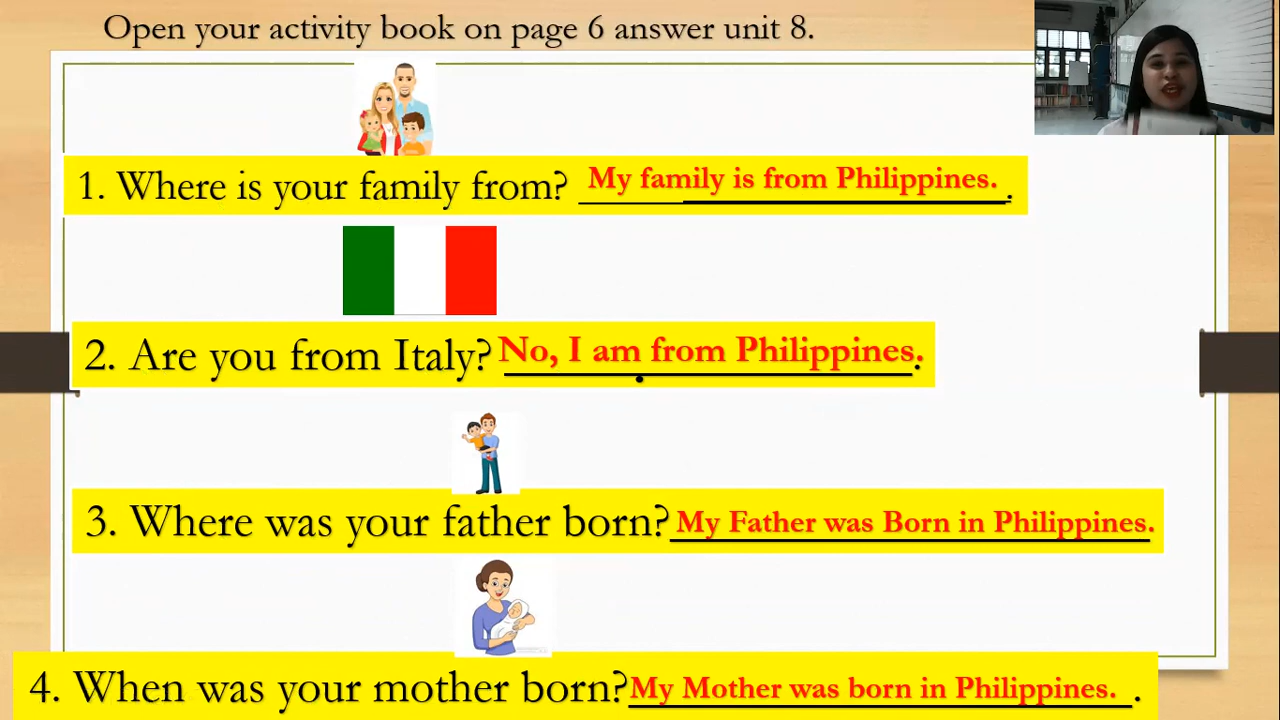 Open your activity book on page 6 answer unit 8.
1. Where is your family from? My family is from Philippines. .
2. Are you from Italy? No, I am from Philippines. .
3. Where was your father born? My Father was Born in Philippines.
4. When was your mother born? My Mother was born in Philippines. .